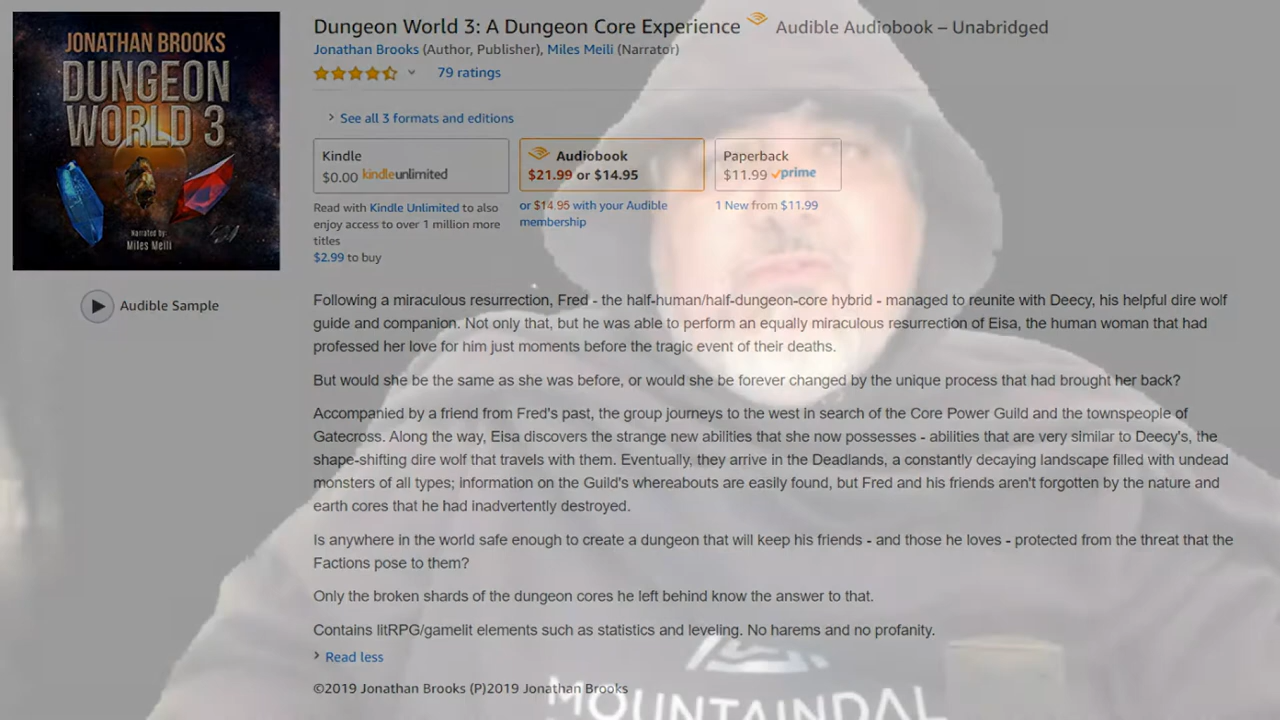 JONATHAN BROOKS
DUNGEON
WORLD 3
Narrated by
Miles Meili
Audible Sample
Dungeon World 3: A Dungeon Core Experience Audible Audiobook – Unabridged
Jonathan Brooks (Author, Publisher), Miles Meili (Narrator)
79 ratings
See all 3 formats and editions
Kindle
$0.00 kindleunlimited
Read with Kindle Unlimited to also
enjoy access to over 1 million more
titles
$2.99 to buy
Audiobook
$21.99 or $14.95
or $14.95 with your Audible
membership
Paperback
$11.99 prime
1 New from $11.99
Following a miraculous resurrection, Fred - the half-human/half-dungeon-core hybrid - managed to reunite with Deecy, his helpful dire wolf
guide and companion. Not only that, but he was able to perform an equally miraculous resurrection of Eisa, the human woman that had
professed her love for him just moments before the tragic event of their deaths.
But would she be the same as she was before, or would she be forever changed by the unique process that had brought her back?
Accompanied by a friend from Fred's past, the group journeys to the west in search of the Core Power Guild and the townspeople of
Gatecross. Along the way, Eisa discovers the strange new abilities that she now possesses - abilities that are very similar to Deecy's, the
shape-shifting dire wolf that travels with them. Eventually, they arrive in the Deadlands, a constantly decaying landscape filled with undead
monsters of all types; information on the Guild's whereabouts are easily found, but Fred and his friends aren't forgotten by the nature and
earth cores that he had inadvertently destroyed.
Is anywhere in the world safe enough to create a dungeon that will keep his friends - and those he loves - protected from the threat that the
Factions pose to them?
Only the broken shards of the dungeon cores he left behind know the answer to that.
Contains litRPG/gamelit elements such as statistics and leveling. No harems and no profanity.
Read less
©2019 Jonathan Brooks (P)2019 Jonathan Brooks
MOUNTAINDAL